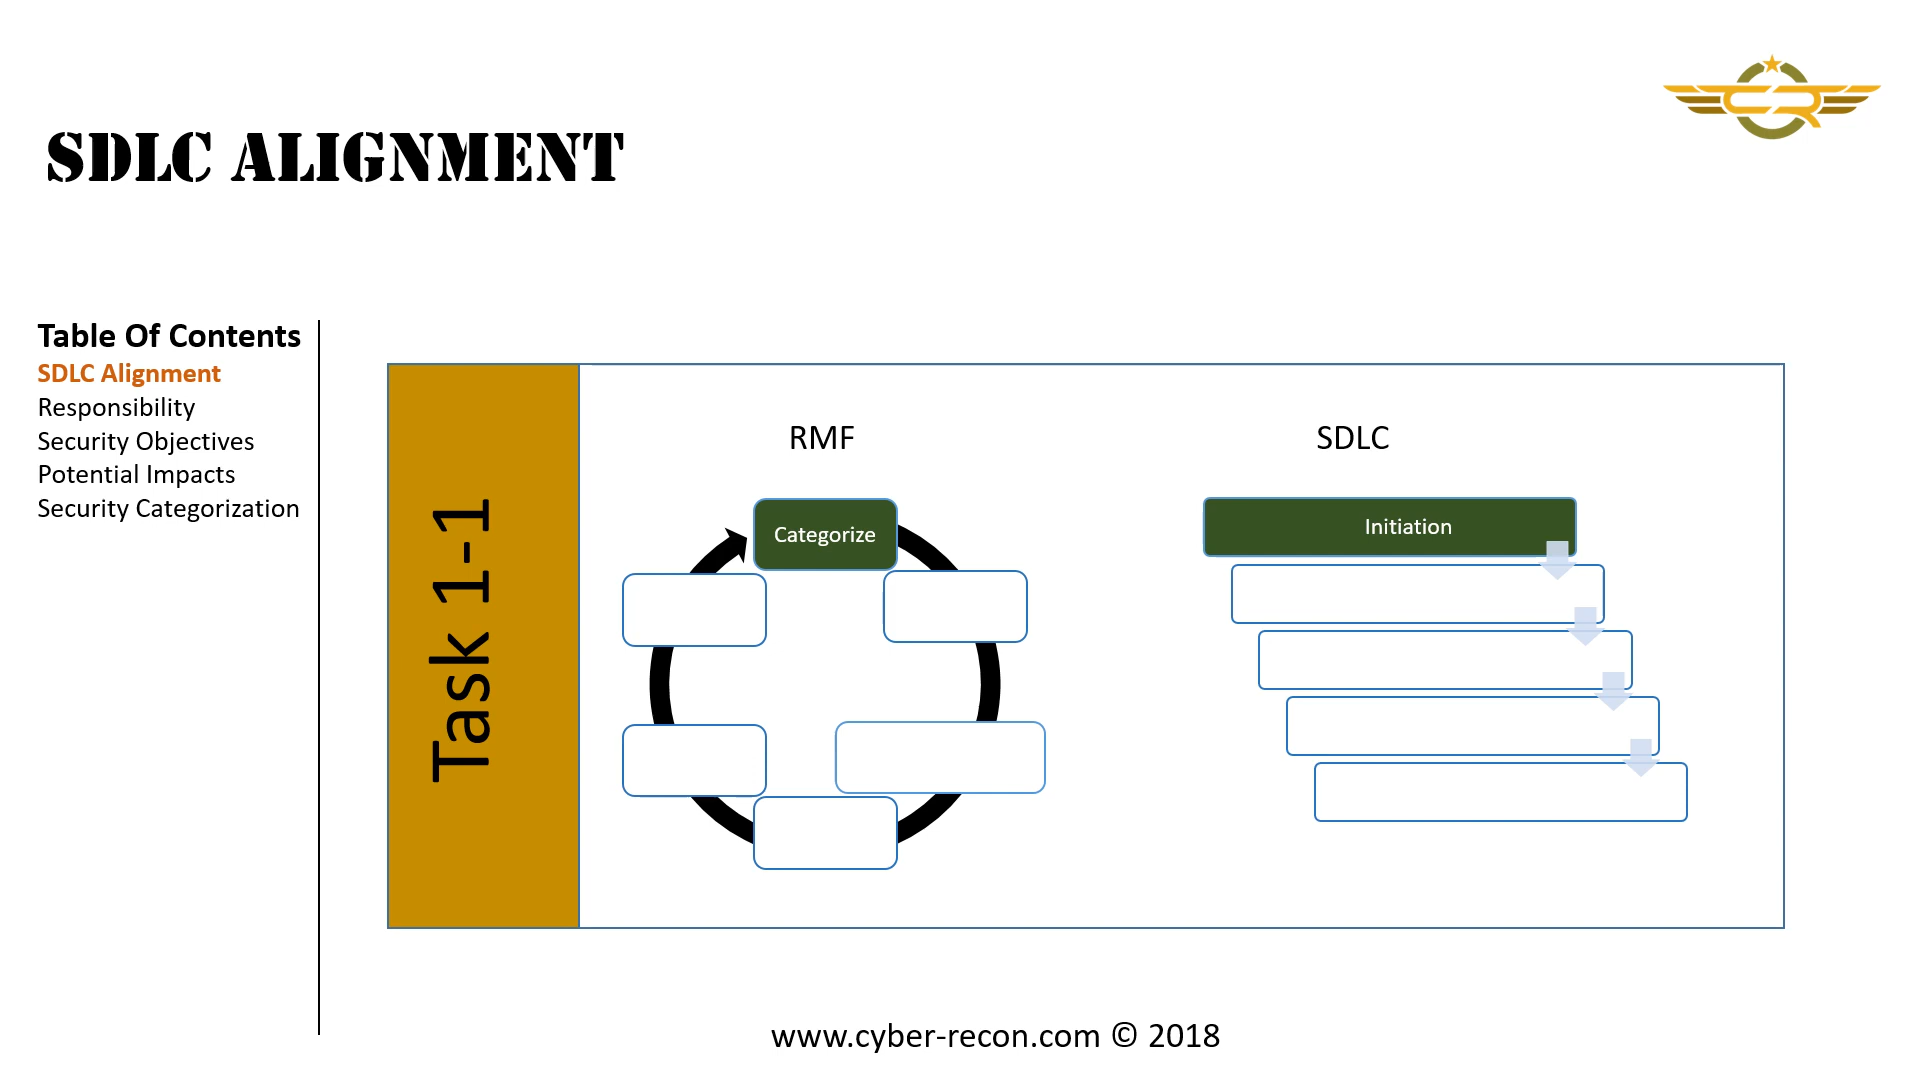 CR
SDLC ALIGNMENT
Table Of Contents
SDLC Alignment
Responsibility
Security Objectives
Potential Impacts
Security Categorization
Task 1-1
RMF
SDLC
Categorize
Initiation
www.cyber-recon.com © 2018